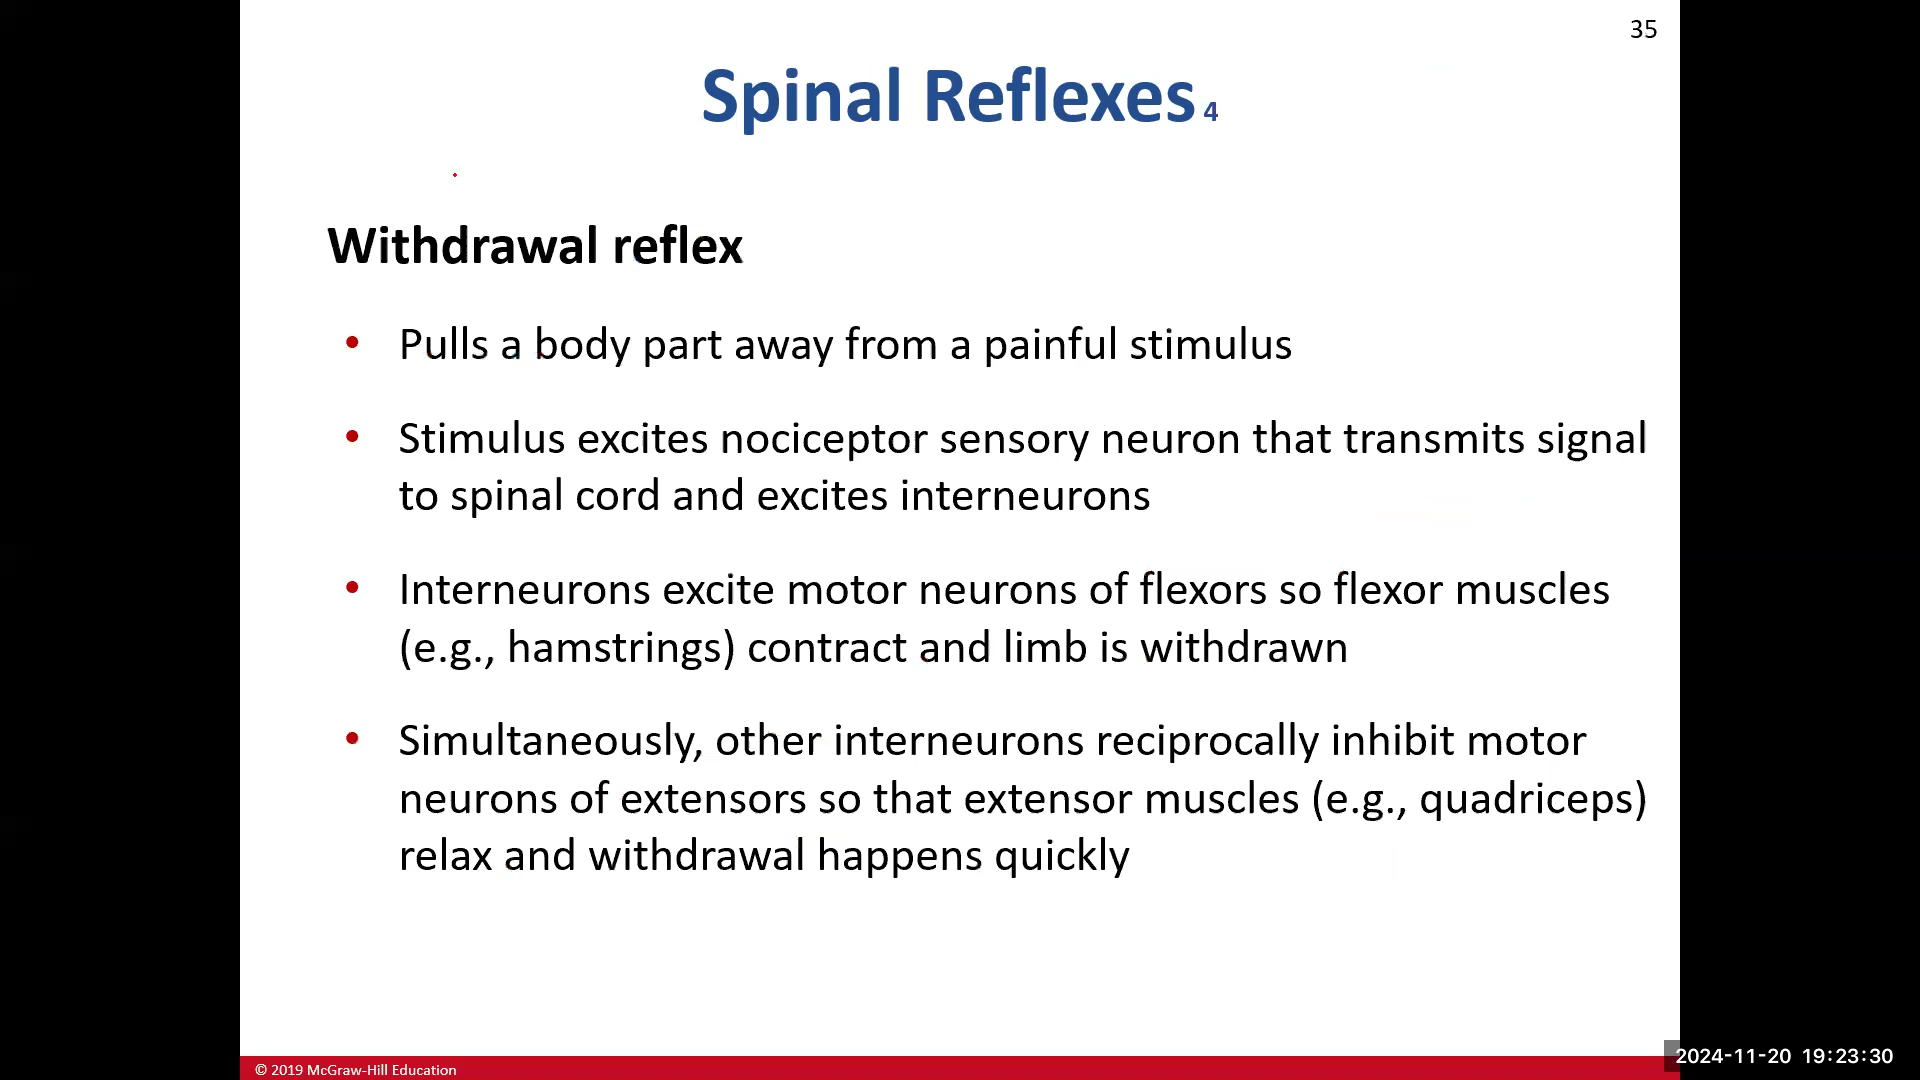 35
Spinal Reflexes 4
Withdrawal reflex
• Pulls a body part away from a painful stimulus
• Stimulus excites nociceptor sensory neuron that transmits signal
to spinal cord and excites interneurons
• Interneurons excite motor neurons of flexors so flexor muscles
(e.g., hamstrings) contract and limb is withdrawn
• Simultaneously, other interneurons reciprocally inhibit motor
neurons of extensors so that extensor muscles (e.g., quadriceps)
relax and withdrawal happens quickly
© 2019 McGraw-Hill Education
2024-11-20 19:23:30